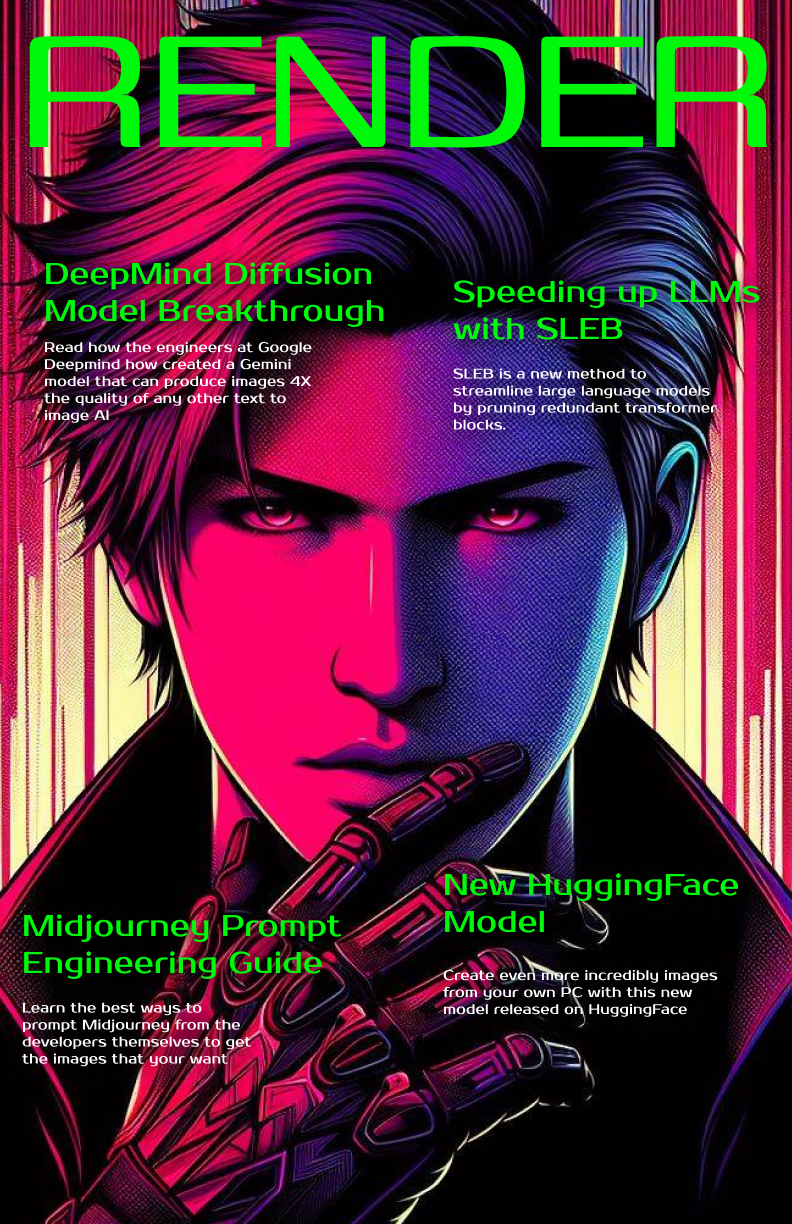 RENDER
DeepMind Diffusion
Model Breakthrough
Read how the engineers at Google
Deepmind how created a Gemini
model that can produce images 4X
the quality of any other text to
image AI
Speeding up LLMs
with SLEB
SLEB is a new method to
streamline large language models
by pruning redundant transformer
blocks.
Midjourney Prompt
Engineering Guide
Learn the best ways to
prompt Midjourney from the
developers themselves to get
the images that your want
New HuggingFace
Model
Create even more incredibly images
from your own PC with this new
model released on HuggingFace